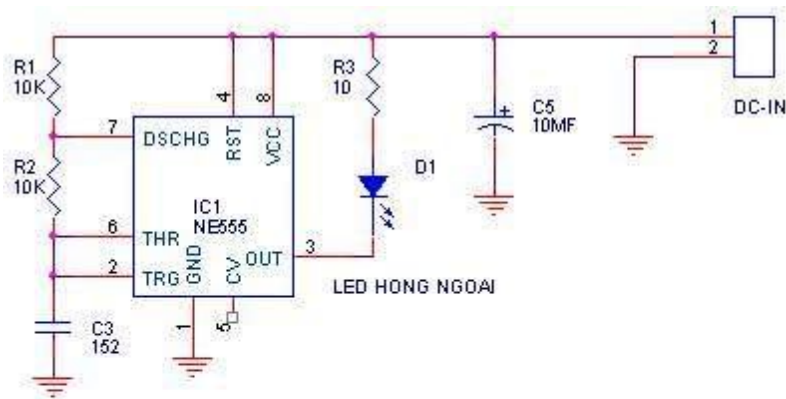 1
2
DC-IN
R1
10K
R3
10
4
8
C5
10MF
7
DSCHG
RST
VCC
D1
R2
10K
IC1
NE555
6
THR
2
TRG
GND
CV
OUT
3
LED HONG NGOAI
1
5
C3
152